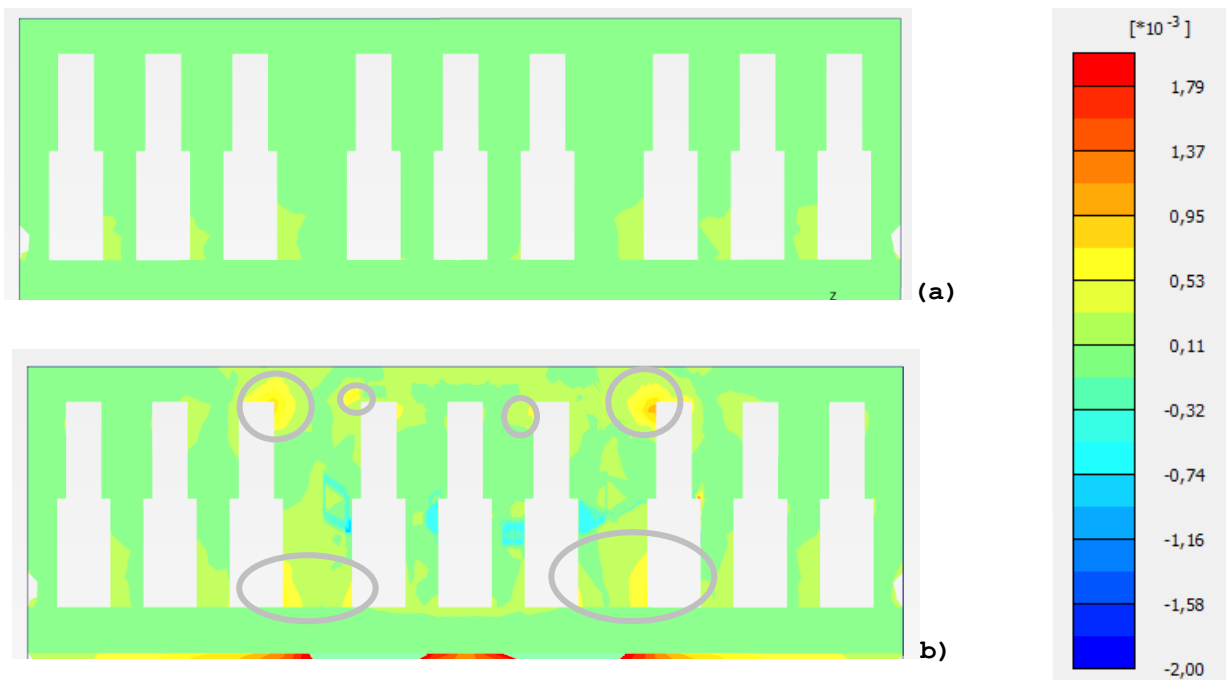 [*10 -3 ]
1,79
1,37
0,95
0,53
0,11
-0,32
-0,74
-1,16
-1,58
-2,00
z
(a)
b)